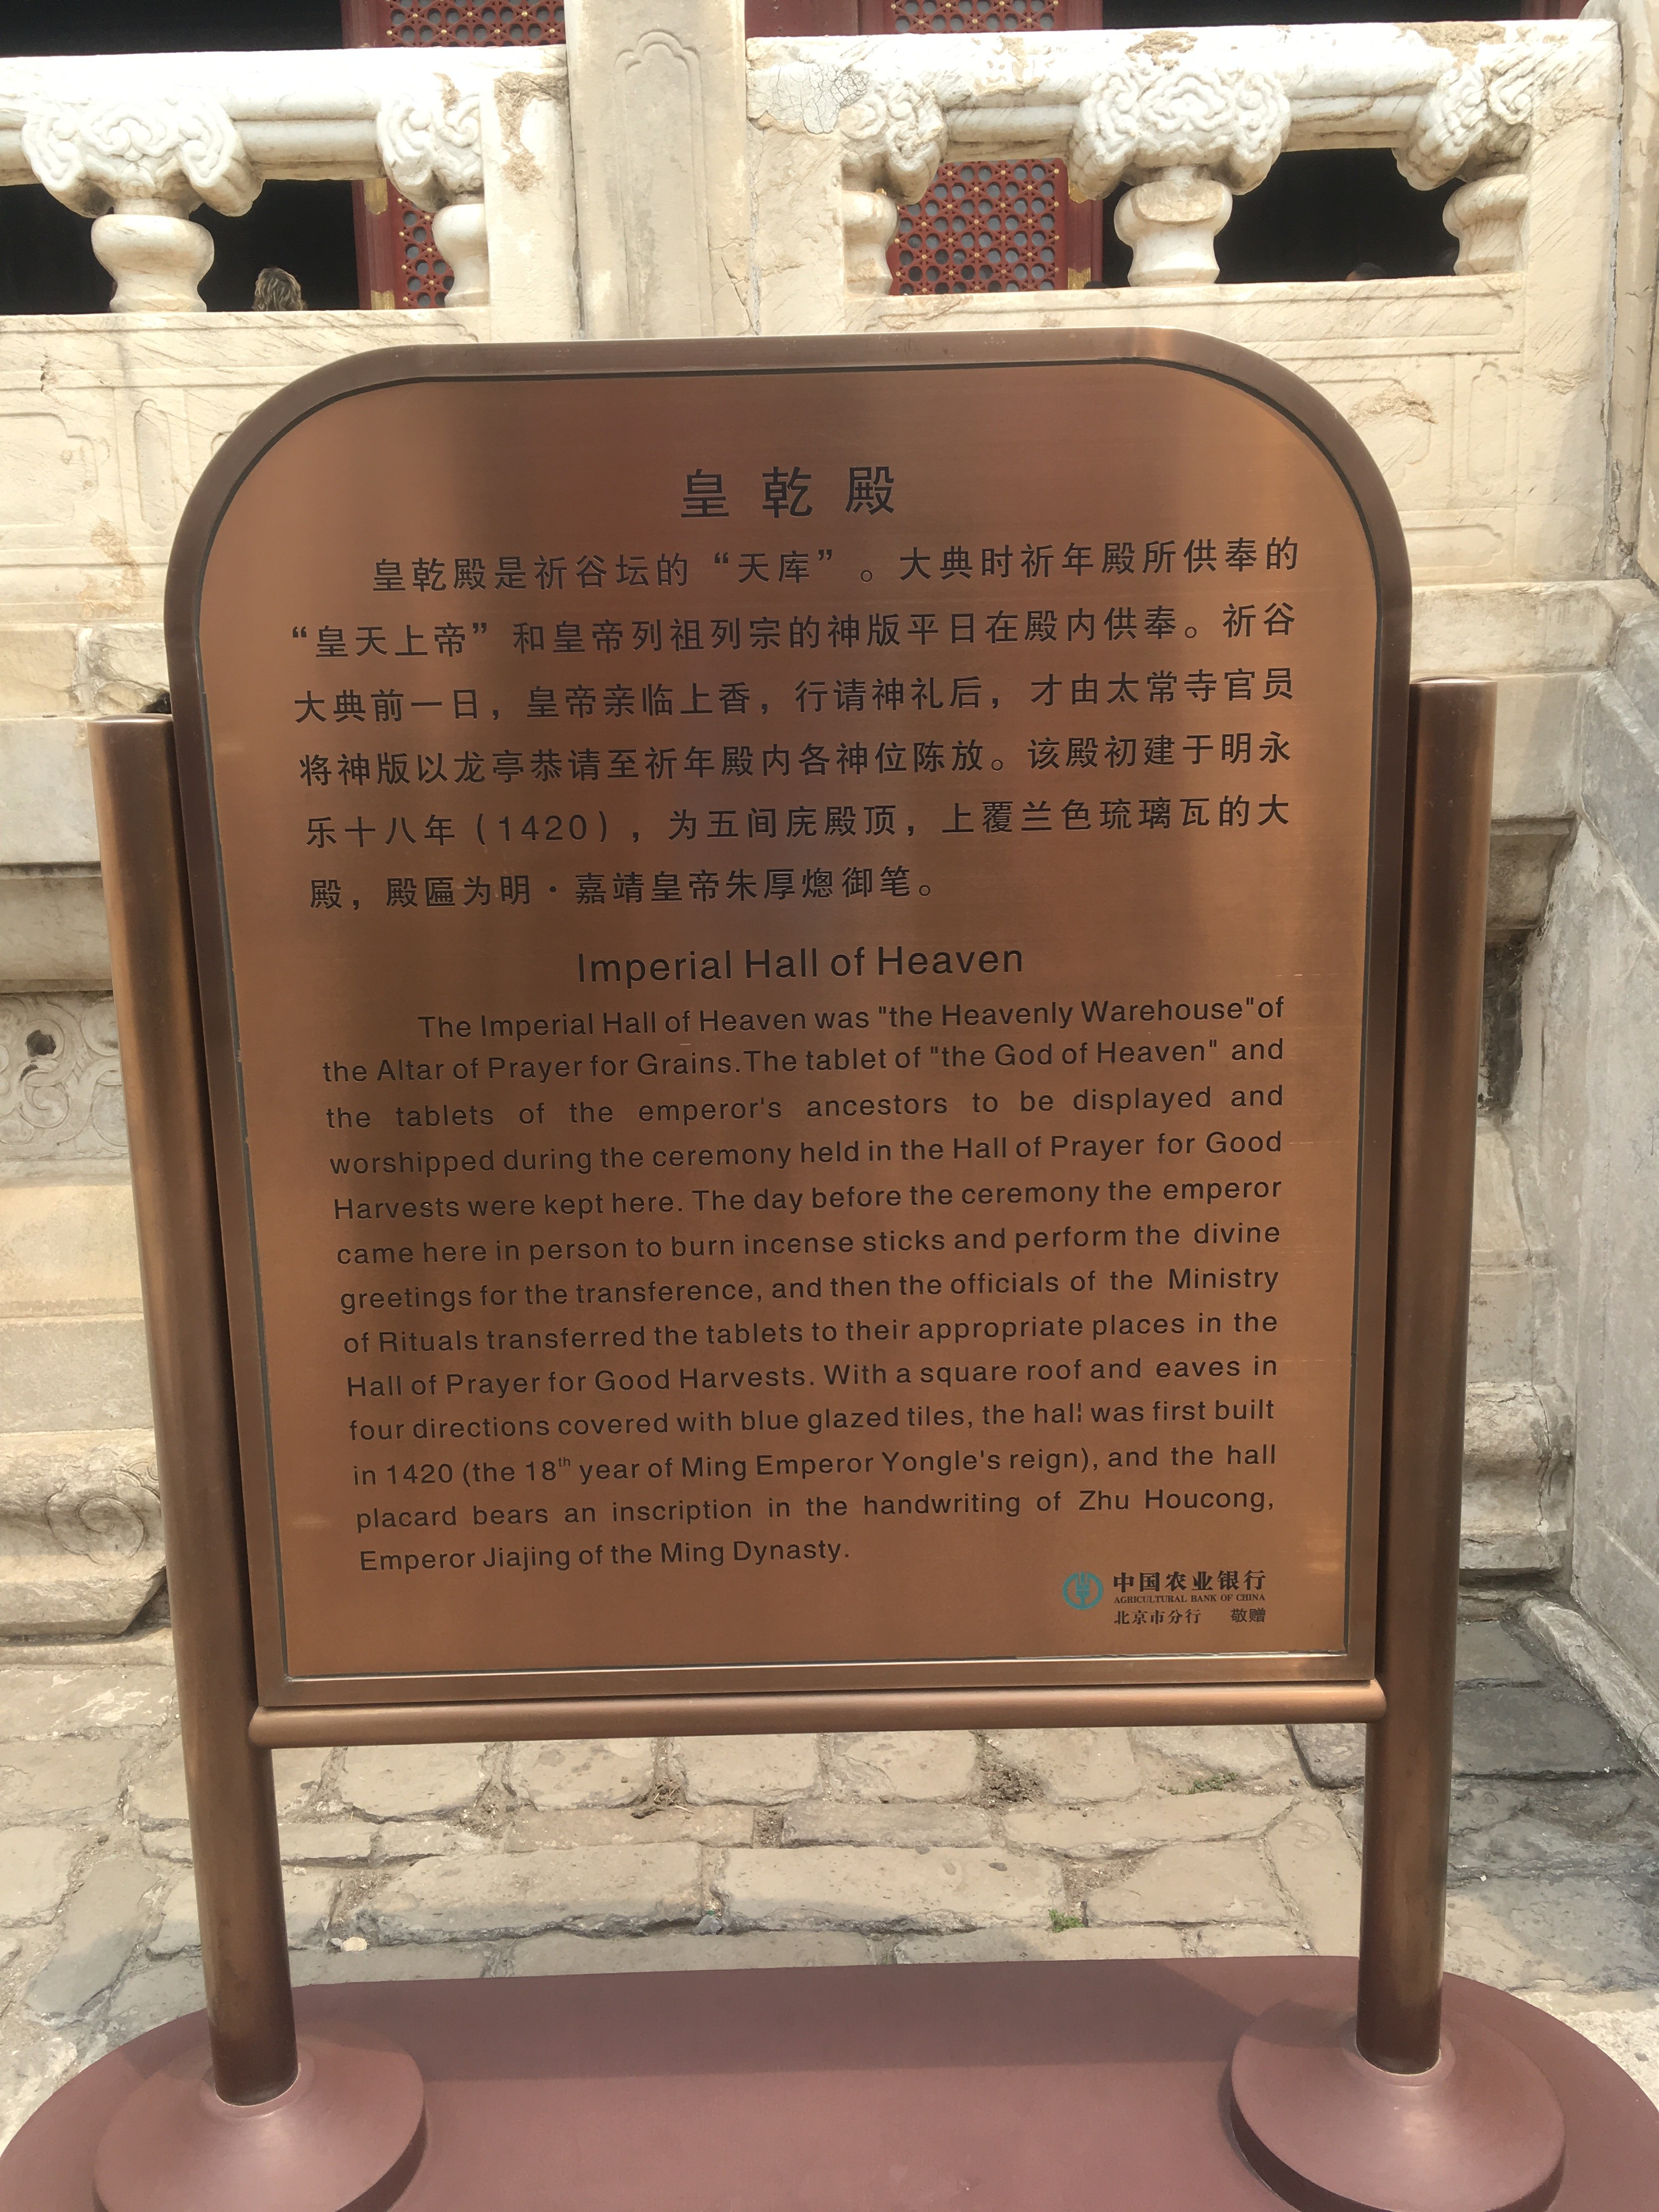 皇乾殿
皇乾殿是祈谷坛的“天库”。大典时祈年殿所供奉的
“皇天上帝”和皇帝列祖列宗的神版平日在殿内供奉。祈谷
大典前一日，皇帝亲临上香，行请神礼后，才由太常寺官员
将神版以龙亭恭请至祈年殿内各神位陈放。该殿初建于明永
乐十八年（1420），为五间庑殿顶，上覆兰色琉璃瓦的大
殿，殿匾为明·嘉靖皇帝朱厚熜御笔。
Imperial Hall of Heaven
The Imperial Hall of Heaven was "the Heavenly Warehouse"of
the Altar of Prayer for Grains.The tablet of "the God of Heaven" and
the tablets of the emperor's ancestors to be displayed and
worshipped during the ceremony held in the Hall of Prayer for Good
Harvests were kept here. The day before the ceremony the emperor
came here in person to burn incense sticks and perform the divine
greetings for the transference, and then the officials of the Ministry
of Rituals transferred the tablets to their appropriate places in the
Hall of Prayer for Good Harvests. With a square roof and eaves in
four directions covered with blue glazed tiles, the hall was first built
in 1420 (the 18th year of Ming Emperor Yongle's reign), and the hall
placard bears an inscription in the handwriting of Zhu Houcong,
Emperor Jiajing of the Ming Dynasty.
中国农业银行
AGRICULTURAL BANK OF CHINA
北京市分行 敬赠